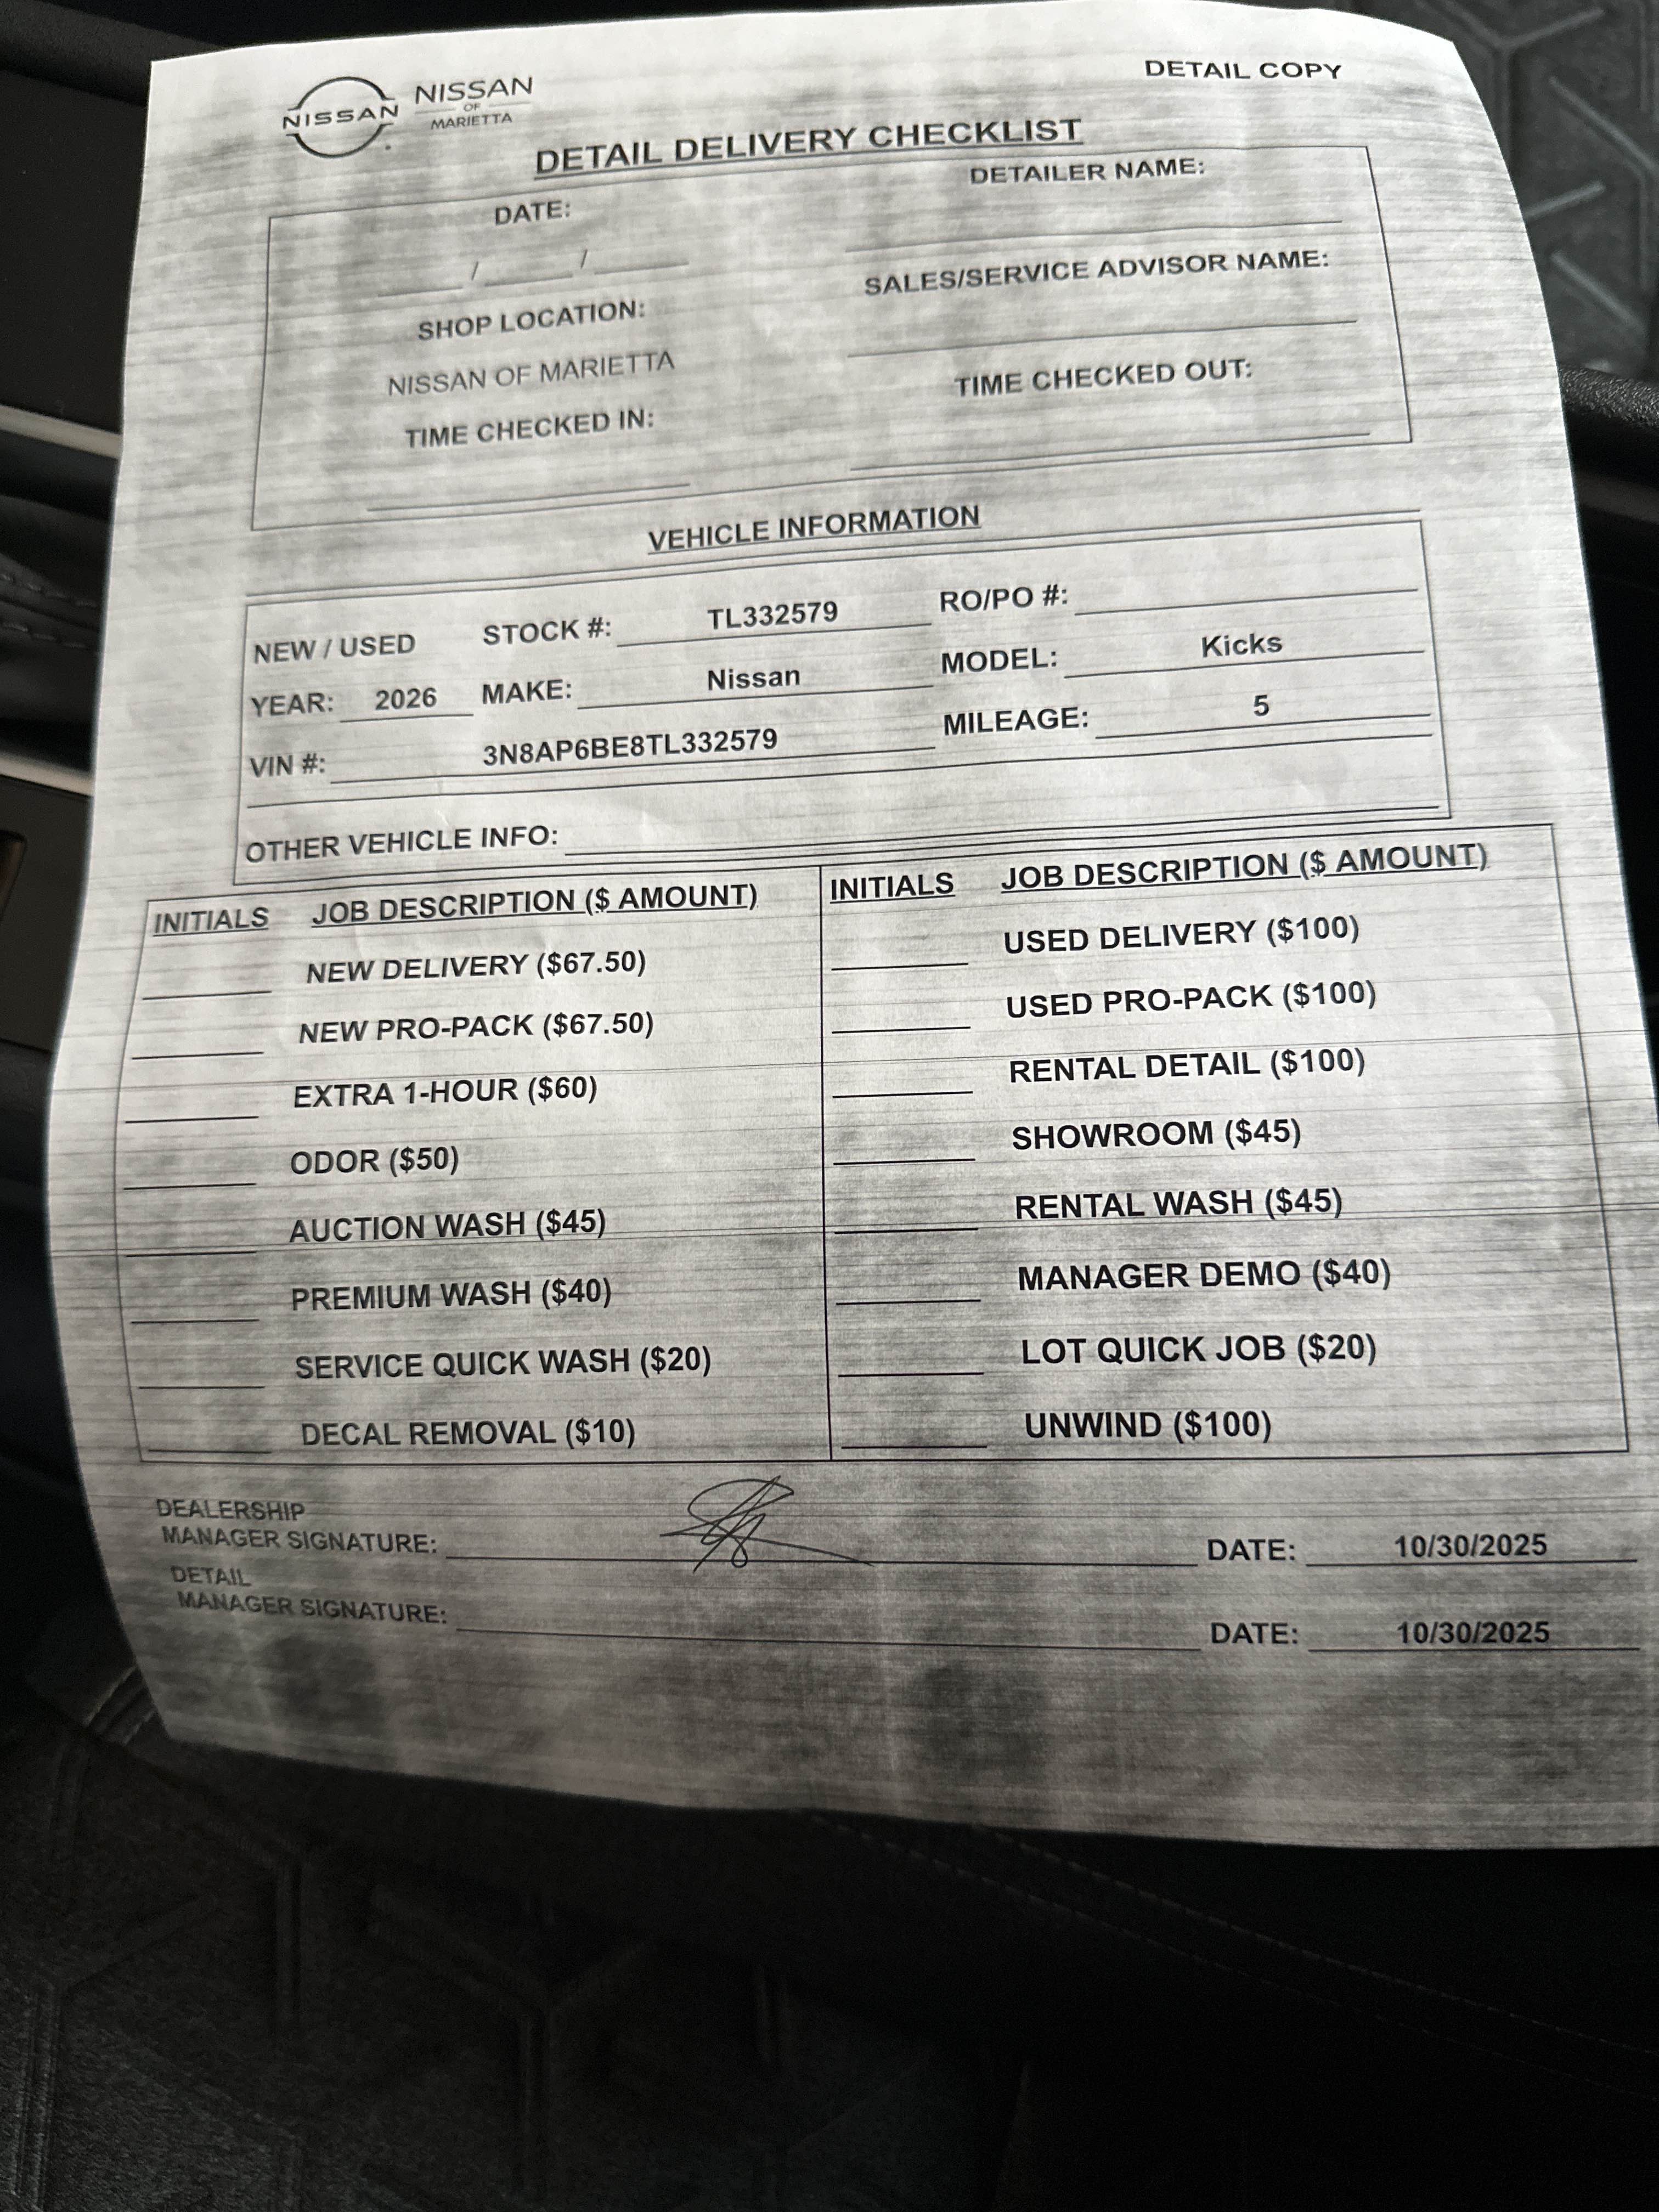 NISSAN
NISSAN
OF
MARIETTA
DETAIL COPY
DETAIL DELIVERY CHECKLIST
DATE:
/ /
DETAILER NAME:
SHOP LOCATION:
NISSAN OF MARIETTA
SALES/SERVICE ADVISOR NAME:
TIME CHECKED IN:
TIME CHECKED OUT:
VEHICLE INFORMATION
NEW / USED STOCK #: TL332579 RO/PO #:
YEAR: 2026 MAKE: Nissan MODEL: Kicks
VIN #: 3N8AP6BE8TL332579 MILEAGE: 5
OTHER VEHICLE INFO:
INITIALS JOB DESCRIPTION ($ AMOUNT)
NEW DELIVERY ($67.50)
NEW PRO-PACK ($67.50)
EXTRA 1-HOUR ($60)
ODOR ($50)
AUCTION WASH ($45)
PREMIUM WASH ($40)
SERVICE QUICK WASH ($20)
DECAL REMOVAL ($10)
INITIALS JOB DESCRIPTION ($ AMOUNT)
USED DELIVERY ($100)
USED PRO-PACK ($100)
RENTAL DETAIL ($100)
SHOWROOM ($45)
RENTAL WASH ($45)
MANAGER DEMO ($40)
LOT QUICK JOB ($20)
UNWIND ($100)
DEALERSHIP
MANAGER SIGNATURE: DATE: 10/30/2025
DETAIL
MANAGER SIGNATURE: DATE: 10/30/2025